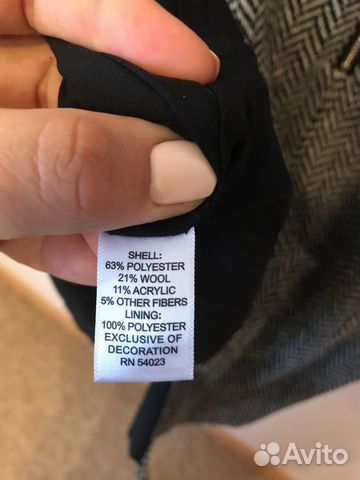 SHELL:
63% POLYESTER
21% WOOL
11% ACRYLIC
5% OTHER FIBERS
LINING:
100% POLYESTER
EXCLUSIVE OF
DECORATION
RN 54023
Avito